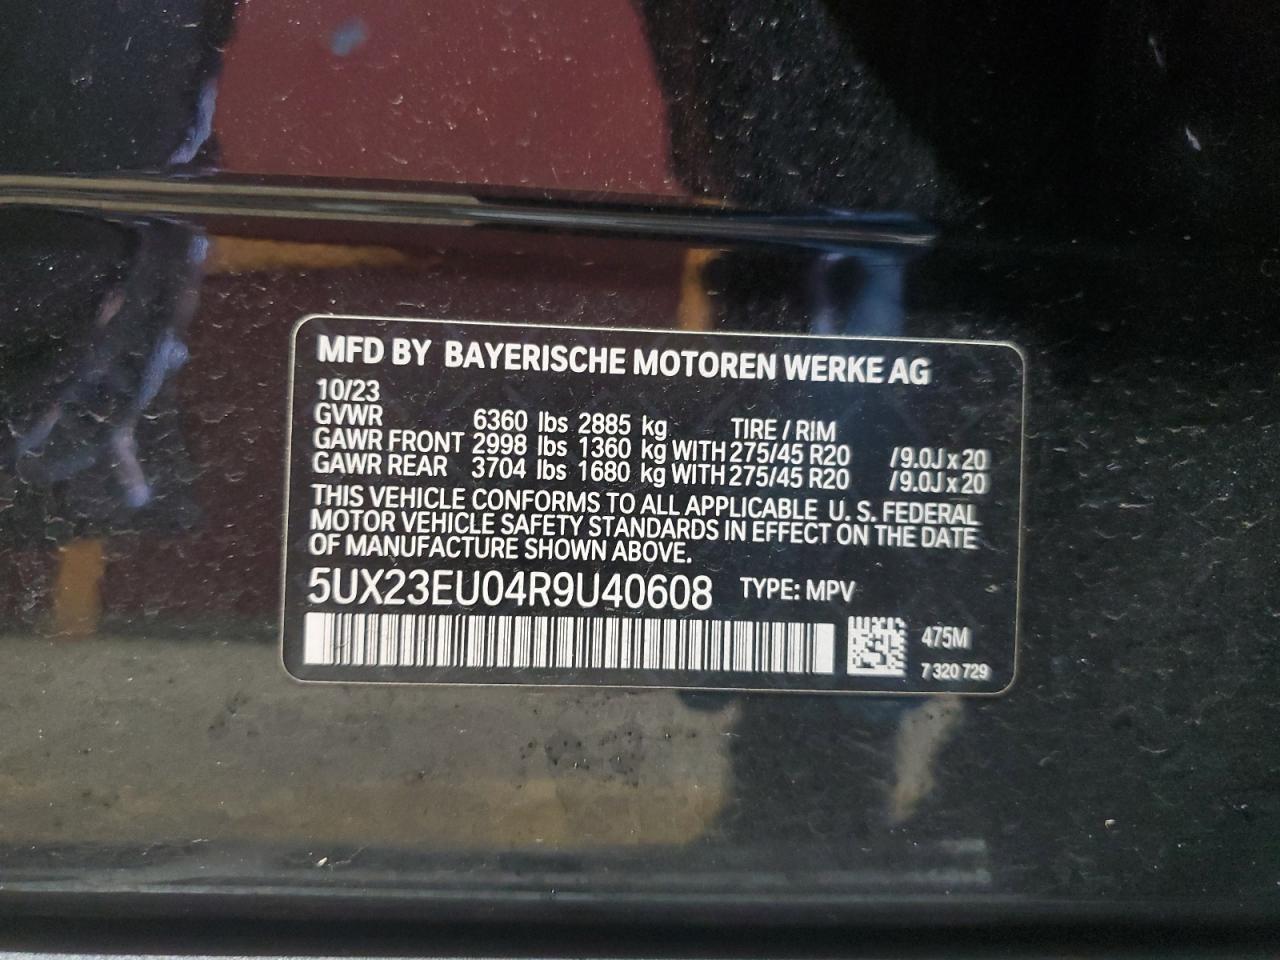 MFD BY BAYERISCHE MOTOREN WERKE AG
10/23
GVWR 6360 lbs 2885 kg TIRE / RIM
GAWR FRONT 2998 lbs 1360 kg WITH 275/45 R20 /9.0J x 20
GAWR REAR 3704 lbs 1680 kg WITH 275/45 R20 /9.0J x 20
THIS VEHICLE CONFORMS TO ALL APPLICABLE U. S. FEDERAL
MOTOR VEHICLE SAFETY STANDARDS IN EFFECT ON THE DATE
OF MANUFACTURE SHOWN ABOVE.
5UX23EU04R9U40608 TYPE: MPV
475M
7 320 729